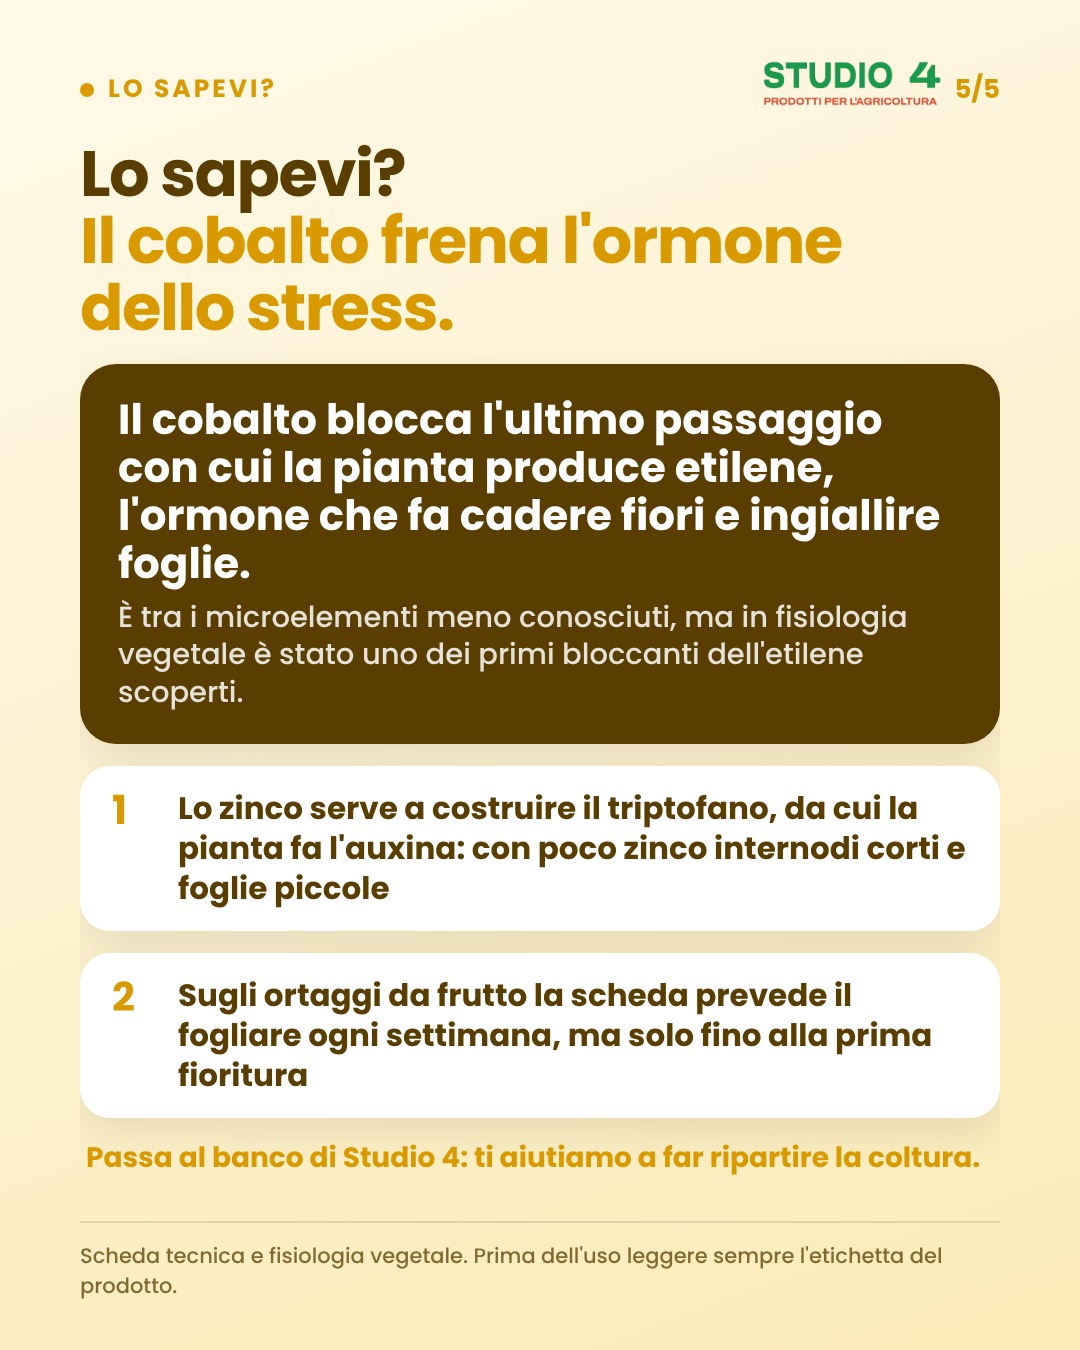 LO SAPEVI?
STUDIO 4
PRODOTTI PER L'AGRICOLTURA
5/5
Lo sapevi?
Il cobalto frena l'ormone
dello stress.
Il cobalto blocca l'ultimo passaggio
con cui la pianta produce etilene,
l'ormone che fa cadere fiori e ingiallire
foglie.
È tra i microelementi meno conosciuti, ma in fisiologia
vegetale è stato uno dei primi bloccanti dell'etilene
scoperti.
1
Lo zinco serve a costruire il triptofano, da cui la
pianta fa l'auxina: con poco zinco internodi corti e
foglie piccole
2
Sugli ortaggi da frutto la scheda prevede il
fogliare ogni settimana, ma solo fino alla prima
fioritura
Passa al banco di Studio 4: ti aiutiamo a far ripartire la coltura.
Scheda tecnica e fisiologia vegetale. Prima dell'uso leggere sempre l'etichetta del
prodotto.